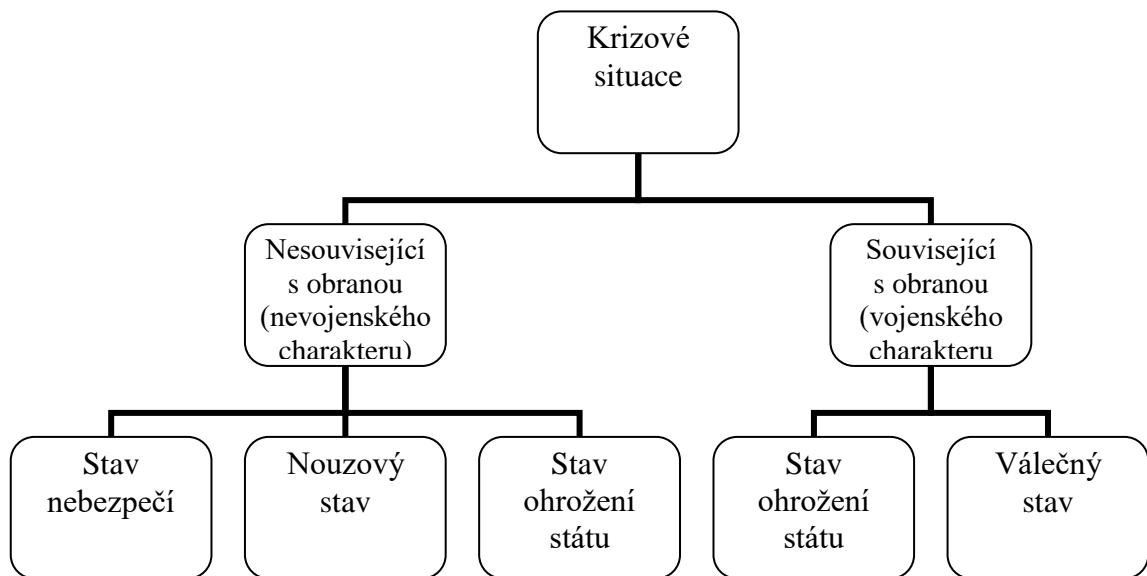 Krizové
situace
Nesouvisející
s obranou
(nevojenského
charakteru)
Související
s obranou
(vojenského
charakteru
Stav
nebezpečí
Nouzový
stav
Stav
ohrožení
státu
Stav
ohrožení
státu
Válečný
stav